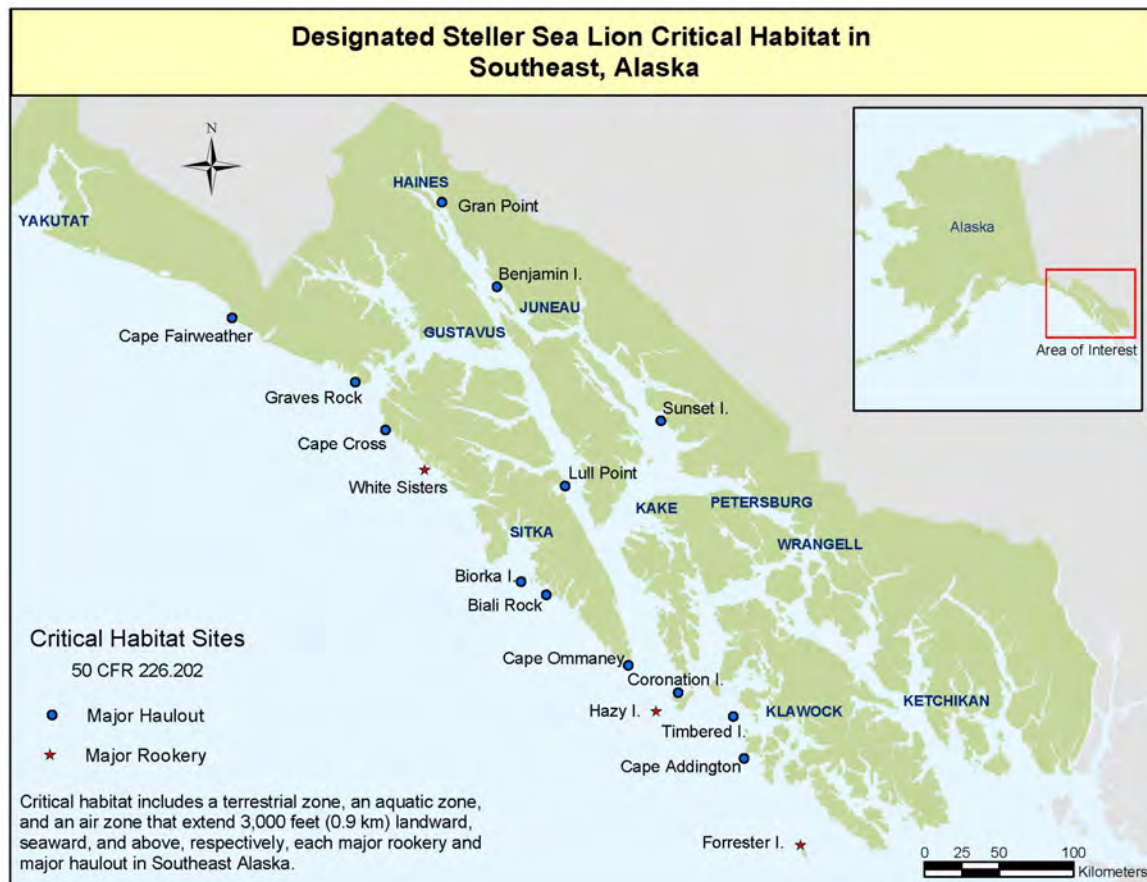 Designated Steller Sea Lion Critical Habitat in
Southeast, Alaska
N
HAINES
Gran Point
YAKUTAT
Alaska
Benjamin I.
JUNEAU
Cape Fairweather
GUSTAVUS
Area of Interest
Graves Rock
Sunset I.
Cape Cross
Lull Point
White Sisters
KAKE
PETERSBURG
SITKA
WRANGELL
Biorka I.
Biali Rock
Critical Habitat Sites
50 CFR 226.202
Cape Ommaney
Coronation I.
Hazy I.
KLAWOCK
KETCHIKAN
Major Haulout
Timbered I.
Major Rookery
Cape Addington
Critical habitat includes a terrestrial zone, an aquatic zone,
and an air zone that extend 3,000 feet (0.9 km) landward,
seaward, and above, respectively, each major rookery and
major haulout in Southeast Alaska.
Forrester I.
0 25 50 100
Kilometers